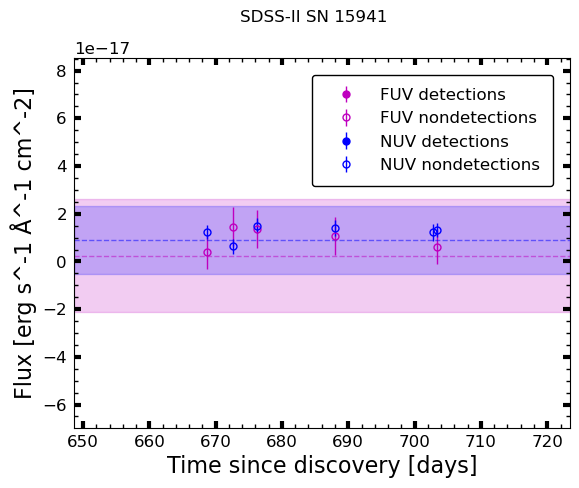 SDSS-II SN 15941
1e−17
FUV detections
FUV nondetections
NUV detections
NUV nondetections
8
6
4
2
0
−2
−4
−6
Flux [erg s^-1 Å^-1 cm^-2]
650 660 670 680 690 700 710 720
Time since discovery [days]